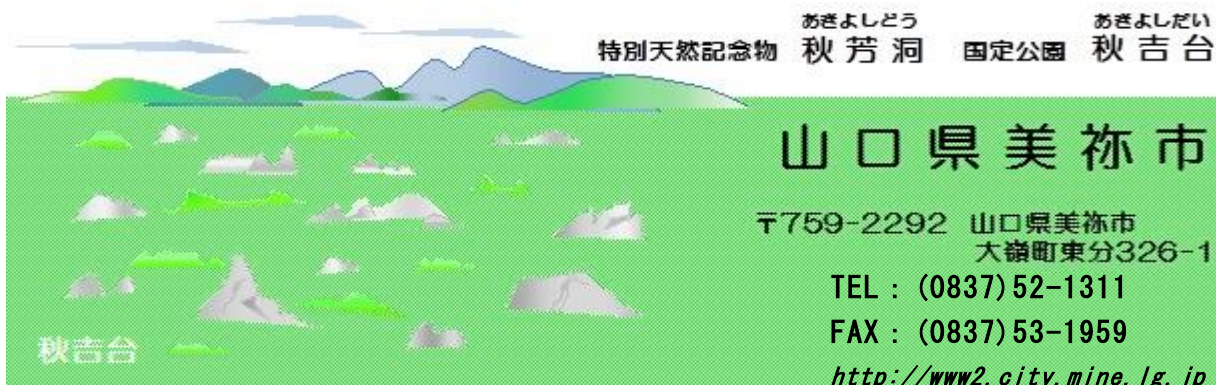 あきよしどう あきよしだい
特別天然記念物 秋芳洞 国定公園 秋吉台
山口県美祢市
〒759-2292 山口県美祢市
大嶺町東分326-1
TEL：(0837)52-1311
FAX：(0837)53-1959
http://www2.city.mine.lg.jp
秋吉台